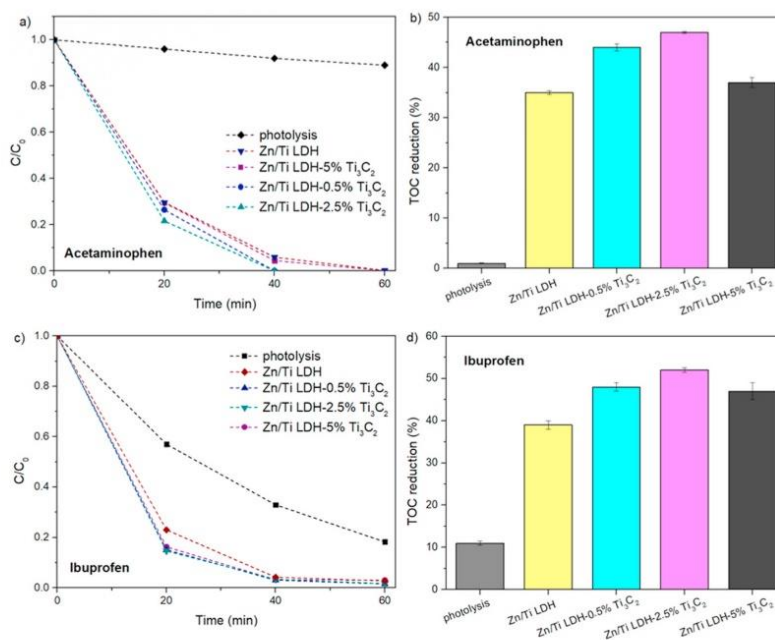 a)
1.0
0.8
0.6
0.4
0.2
0.0
C/C₀
photolysis
Zn/Ti LDH
Zn/Ti LDH-5% Ti₃C₂
Zn/Ti LDH-0.5% Ti₃C₂
Zn/Ti LDH-2.5% Ti₃C₂
Acetaminophen
0 20 40 60
Time (min)
b)
Acetaminophen
50
40
30
20
10
0
TOC reduction (%)
photolysis
Zn/Ti LDH
Zn/Ti LDH-0.5% Ti₃C₂
Zn/Ti LDH-2.5% Ti₃C₂
Zn/Ti LDH-5% Ti₃C₂
c)
1.0
0.8
0.6
0.4
0.2
0.0
C/C₀
photolysis
Zn/Ti LDH
Zn/Ti LDH-0.5% Ti₃C₂
Zn/Ti LDH-2.5% Ti₃C₂
Zn/Ti LDH-5% Ti₃C₂
Ibuprofen
0 20 40 60
Time (min)
d)
Ibuprofen
60
50
40
30
20
10
0
TOC reduction (%)
photolysis
Zn/Ti LDH
Zn/Ti LDH-0.5% Ti₃C₂
Zn/Ti LDH-2.5% Ti₃C₂
Zn/Ti LDH-5% Ti₃C₂